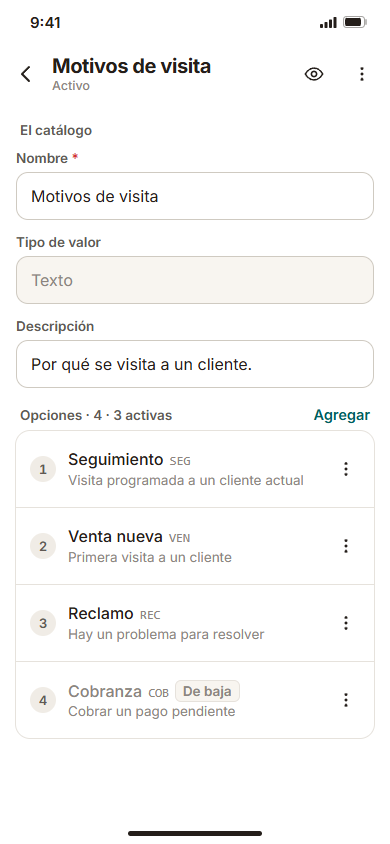 9:41
Motivos de visita
Activo
El catálogo
Nombre *
Motivos de visita
Tipo de valor
Texto
Descripción
Por qué se visita a un cliente.
Opciones · 4 · 3 activas Agregar
1 Seguimiento SEG
Visita programada a un cliente actual
2 Venta nueva VEN
Primera visita a un cliente
3 Reclamo REC
Hay un problema para resolver
4 Cobranza COB De baja
Cobrar un pago pendiente